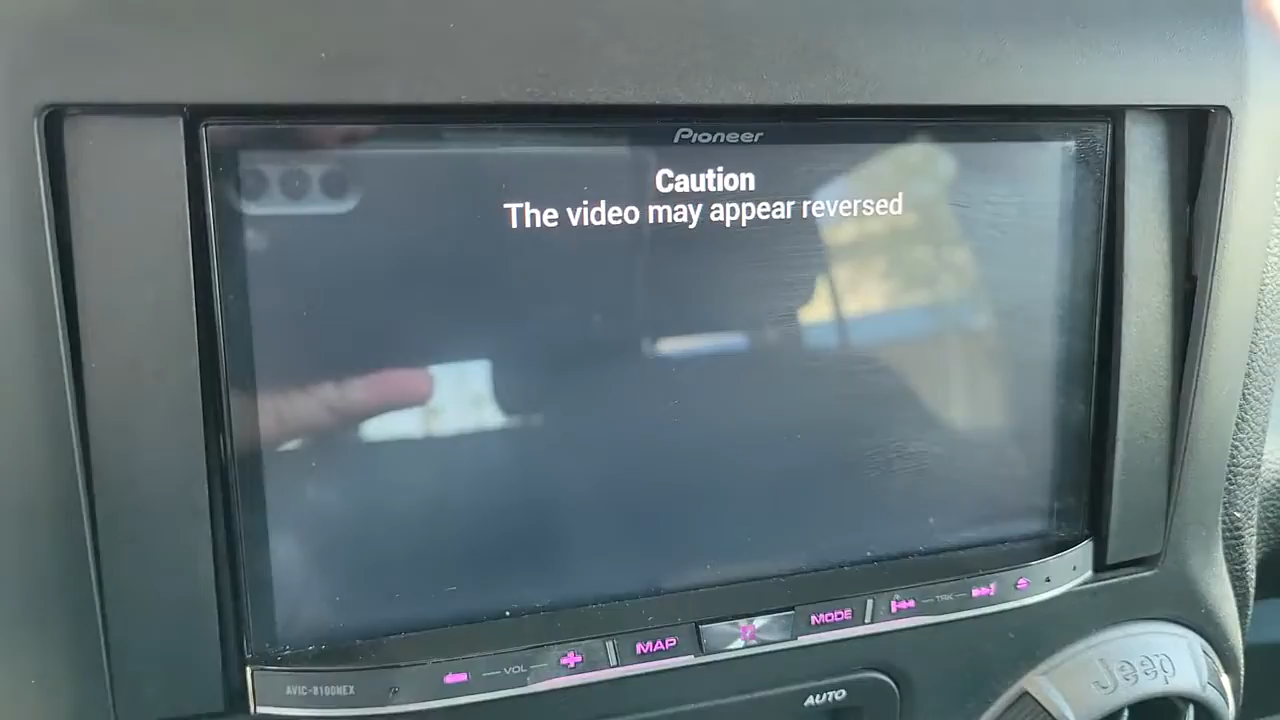 Pioneer
Caution
The video may appear reversed
AVIC-8100NEX
VOL
MAP
MODE
TRK
AUTO
Jeep